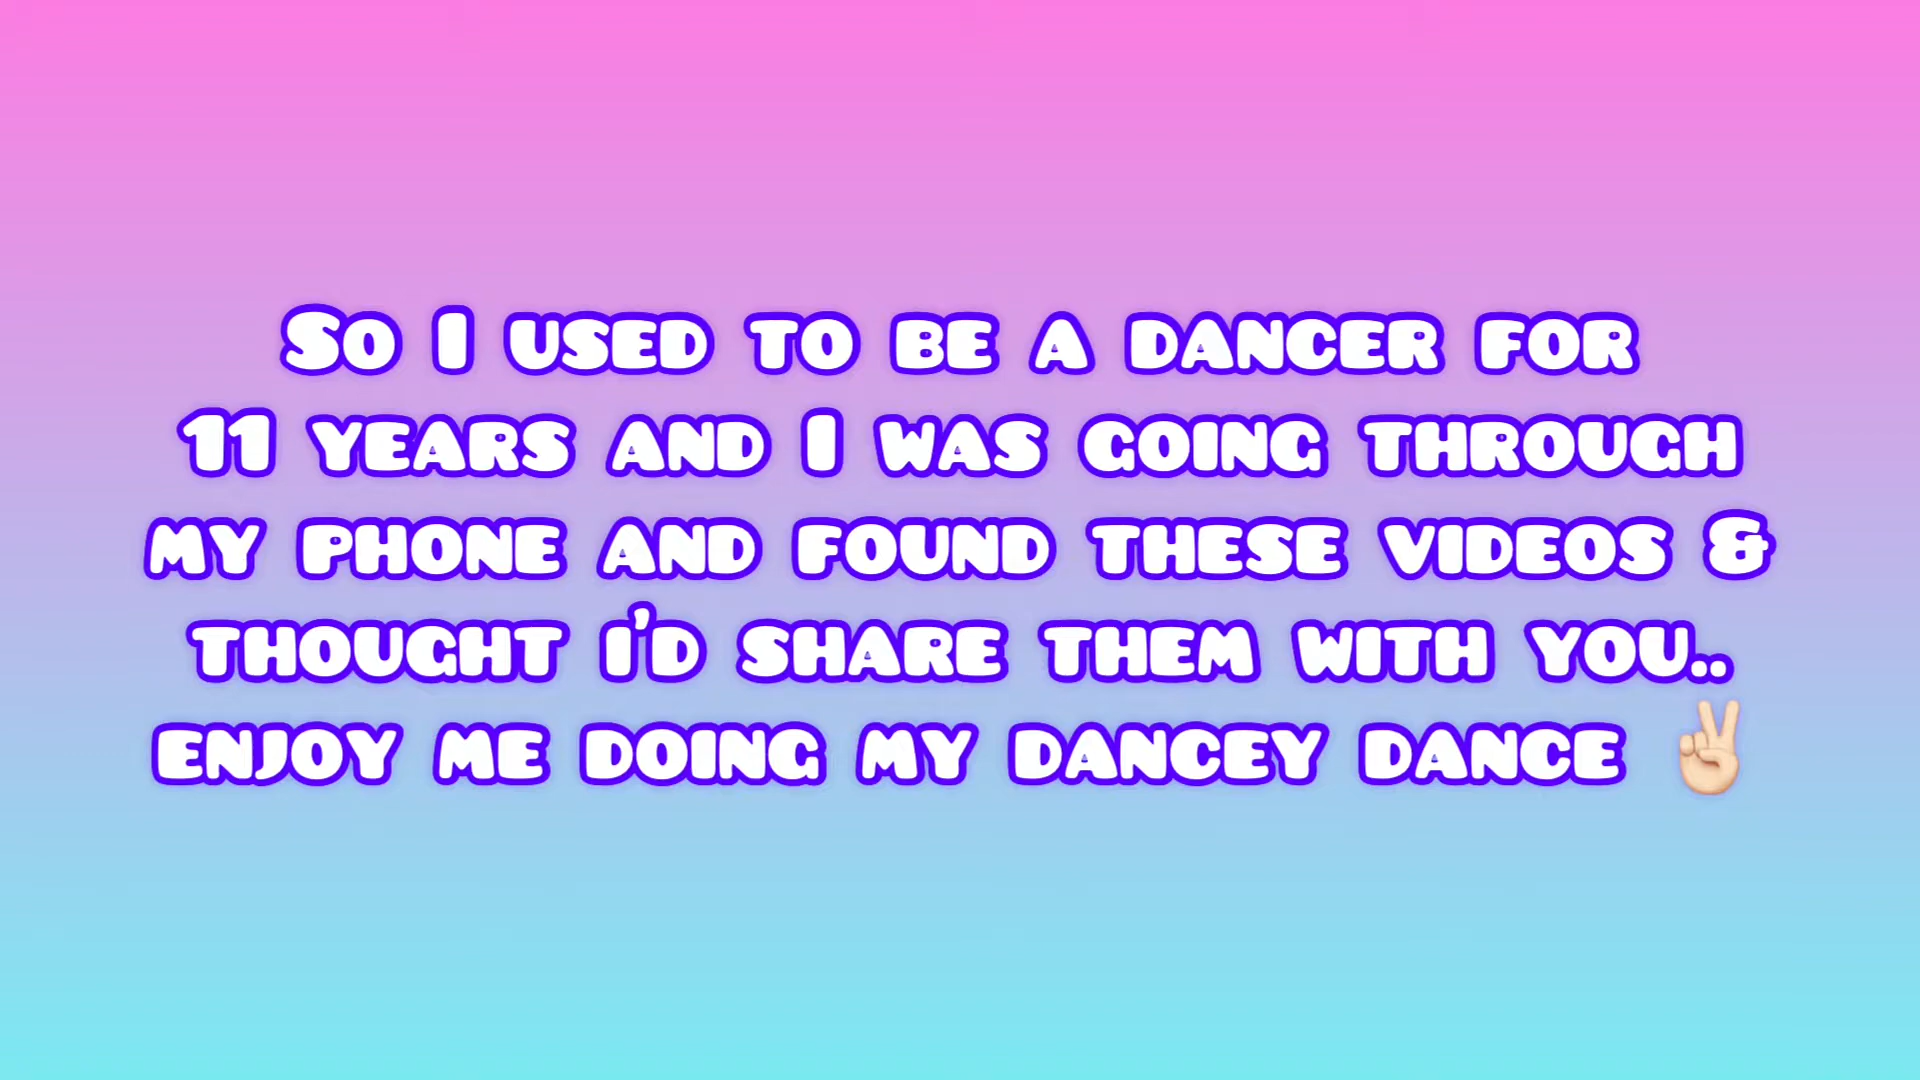 So I used to be a dancer for
11 years and I was going through
my phone and found these videos &
thought i'd share them with you..
enjoy me doing my dancey dance ✌🏻